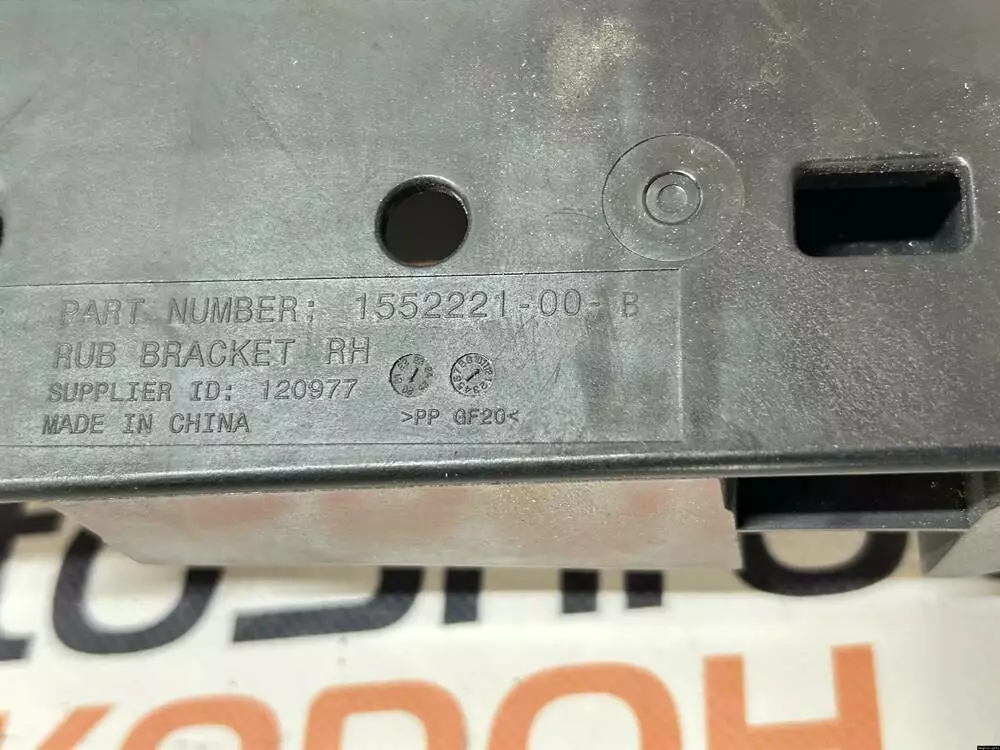 PART NUMBER: 1552221-00-B
RUB BRACKET RH
SUPPLIER ID: 120977
MADE IN CHINA
>PP GF20<